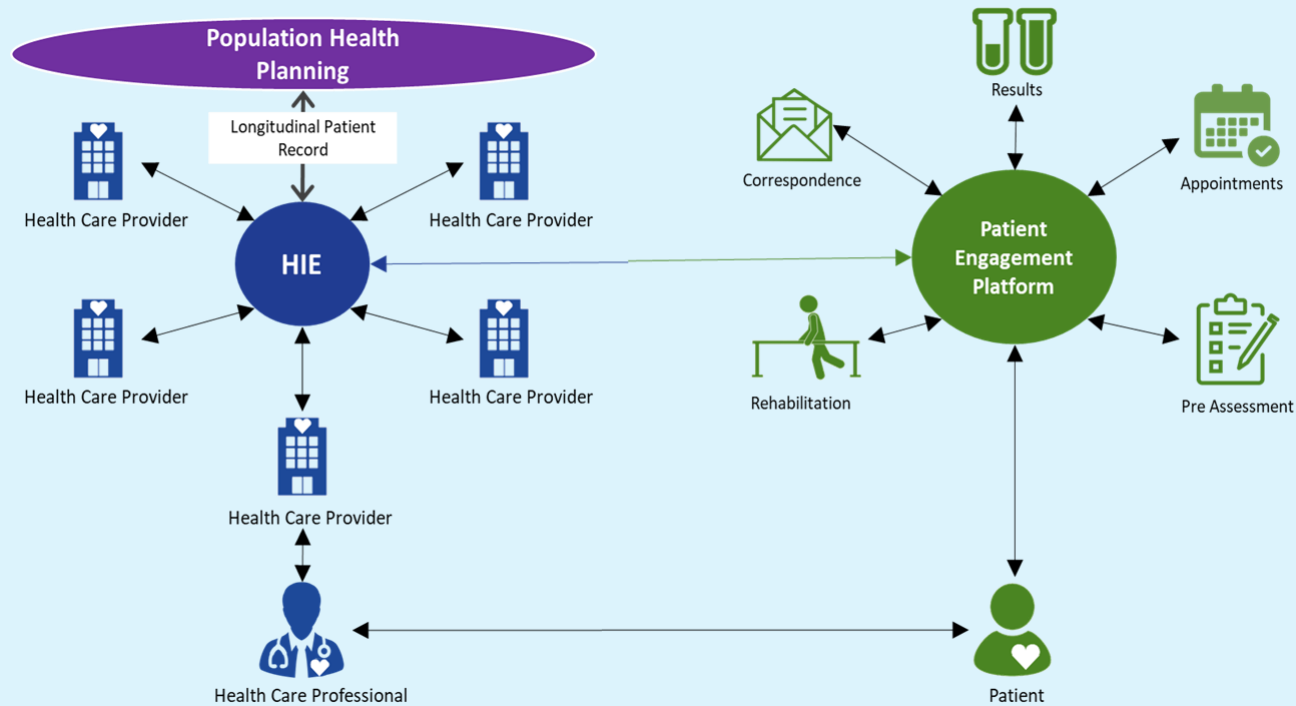 Population Health
Planning
Longitudinal Patient
Record
Health Care Provider
Health Care Provider
HIE
Health Care Provider
Health Care Provider
Health Care Provider
Health Care Professional
Results
Correspondence
Appointments
Patient
Engagement
Platform
Rehabilitation
Pre Assessment
Patient